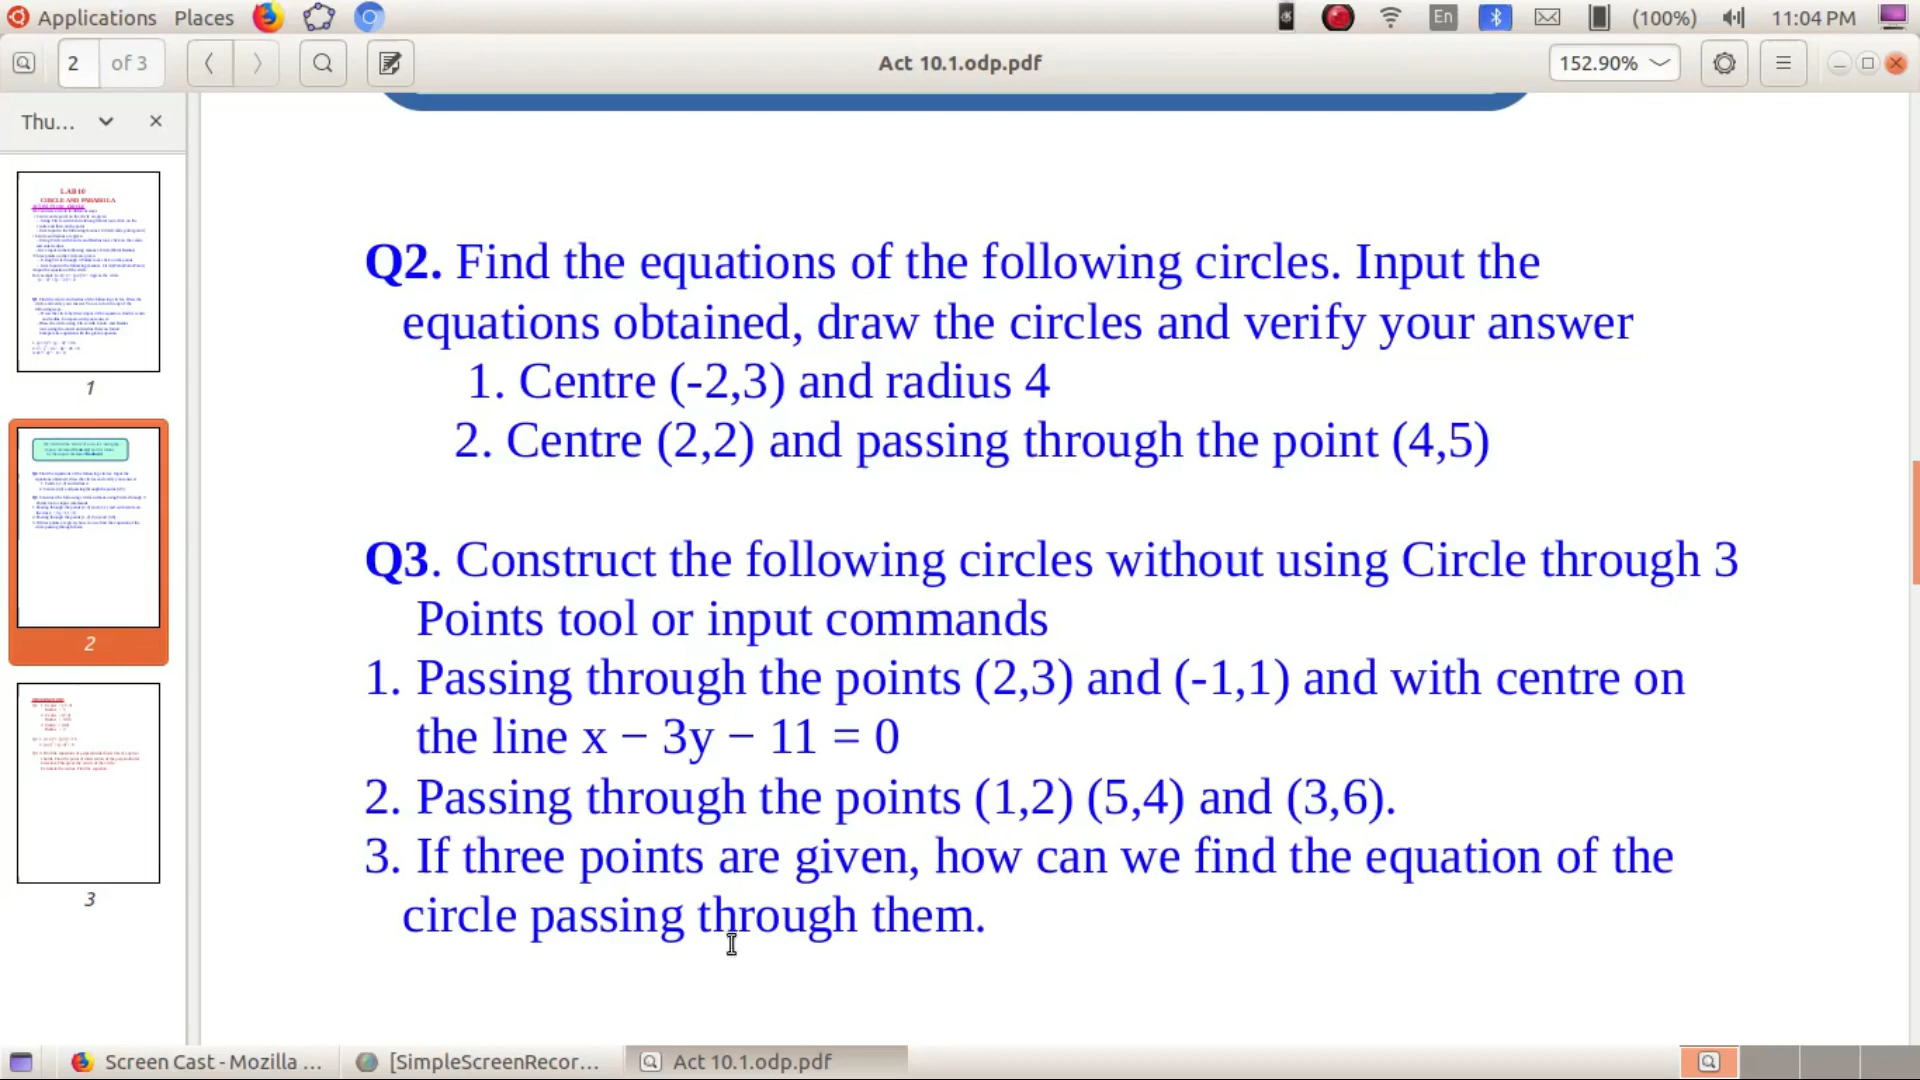 Applications Places En (100%) 11:04 PM
2 of 3 Act 10.1.odp.pdf 152.90%
Thu...
LAB 10
CIRCLE AND PARABOLA
1
2
3
Q2. Find the equations of the following circles. Input the
equations obtained, draw the circles and verify your answer
1. Centre (-2,3) and radius 4
2. Centre (2,2) and passing through the point (4,5)
Q3. Construct the following circles without using Circle through 3
Points tool or input commands
1. Passing through the points (2,3) and (-1,1) and with centre on
the line x − 3y − 11 = 0
2. Passing through the points (1,2) (5,4) and (3,6).
3. If three points are given, how can we find the equation of the
circle passing through them.
Screen Cast - Mozilla ... [SimpleScreenRecor... Act 10.1.odp.pdf